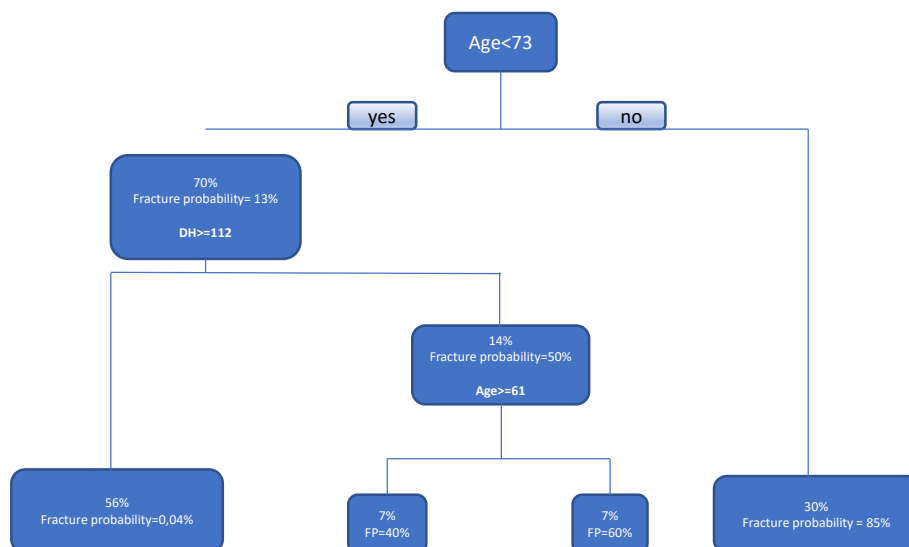 Age<73
yes
no
70%
Fracture probability= 13%
DH>=112
14%
Fracture probability=50%
Age>=61
56%
Fracture probability=0,04%
7%
FP=40%
7%
FP=60%
30%
Fracture probability = 85%